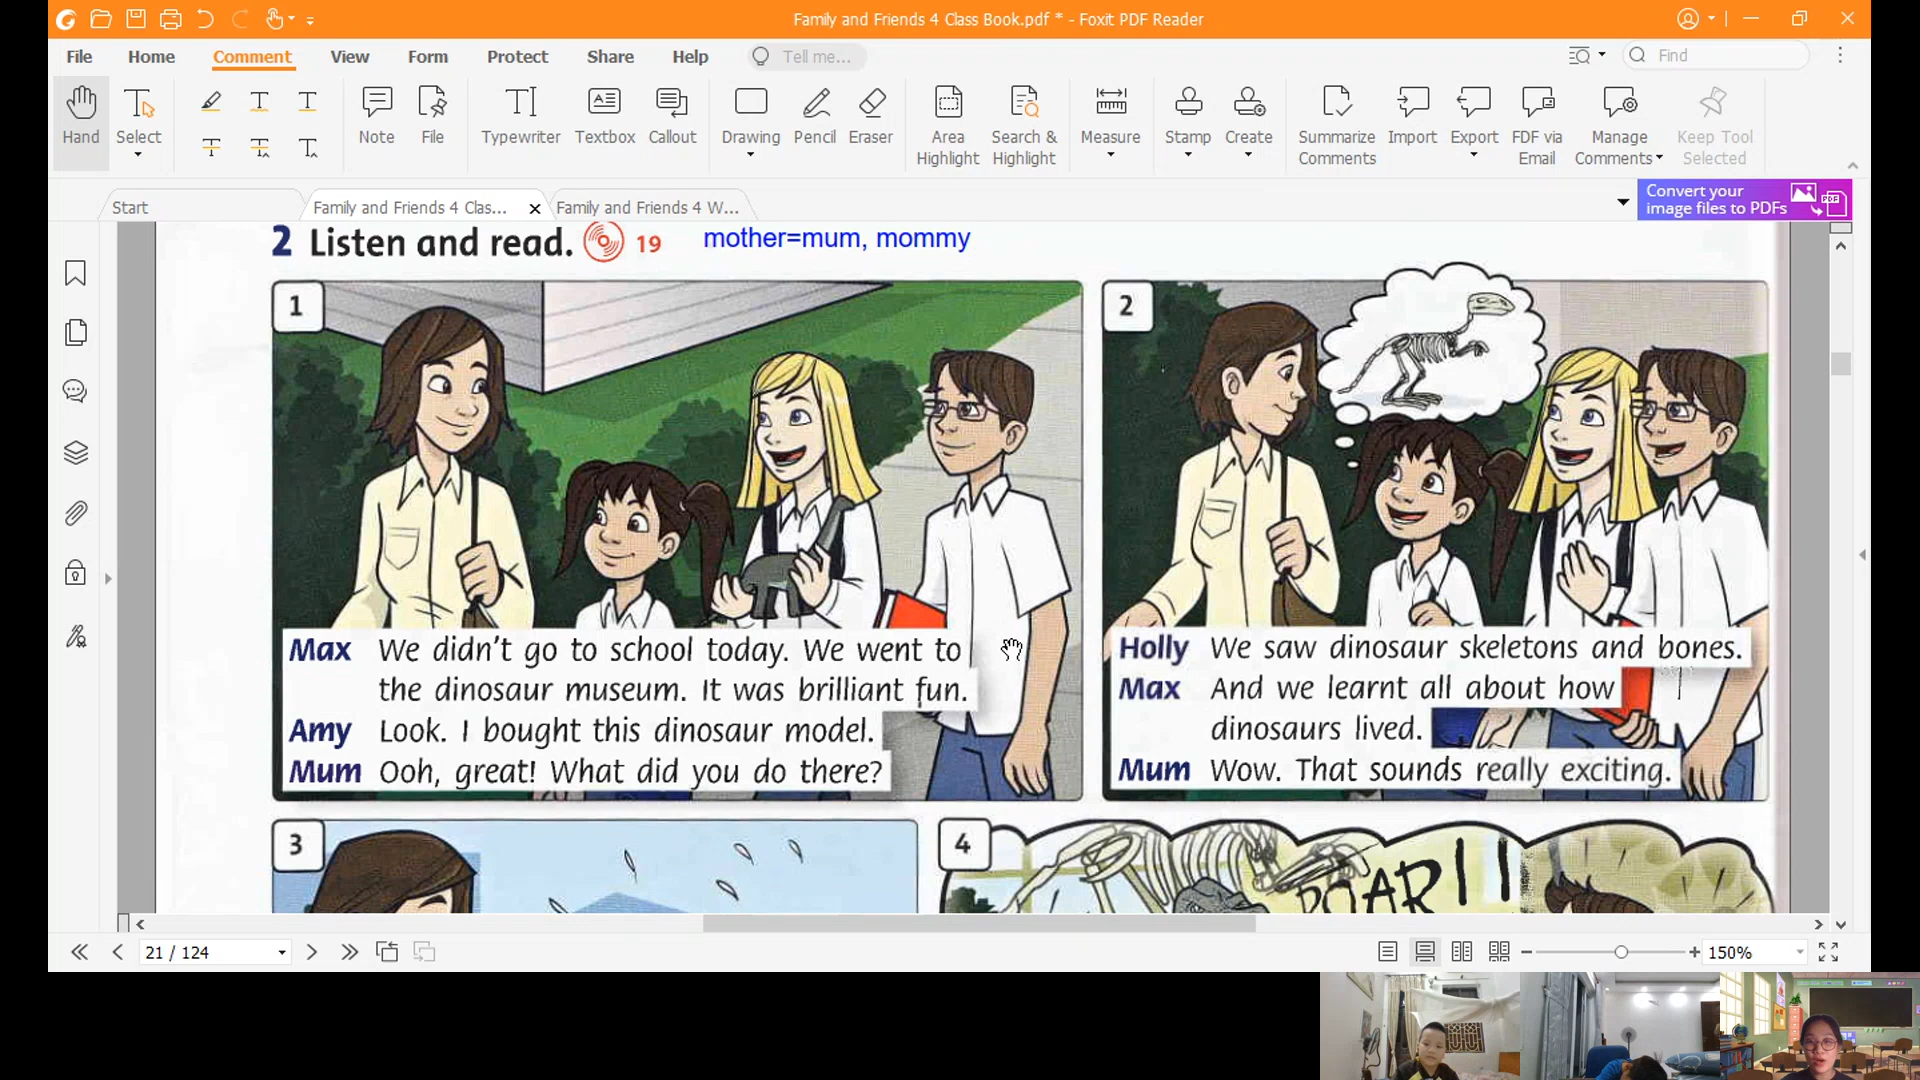 Family and Friends 4 Class Book.pdf * - Foxit PDF Reader
File Home Comment View Form Protect Share Help Tell me... Find
Hand Select Note File Typewriter Textbox Callout Drawing Pencil Eraser Area Highlight Search & Highlight Measure Stamp Create Summarize Comments Import Export FDF via Email Manage Comments Keep Tool Selected
Start Family and Friends 4 Clas... Family and Friends 4 W...
Convert your
image files to PDFs
PDF
2 Listen and read. 19 mother=mum, mommy
1
Max We didn't go to school today. We went to
the dinosaur museum. It was brilliant fun.
Amy Look. I bought this dinosaur model.
Mum Ooh, great! What did you do there?
2
Holly We saw dinosaur skeletons and bones.
Max And we learnt all about how
dinosaurs lived.
Mum Wow. That sounds really exciting.
3
4
ROAR!!
21 / 124
150%